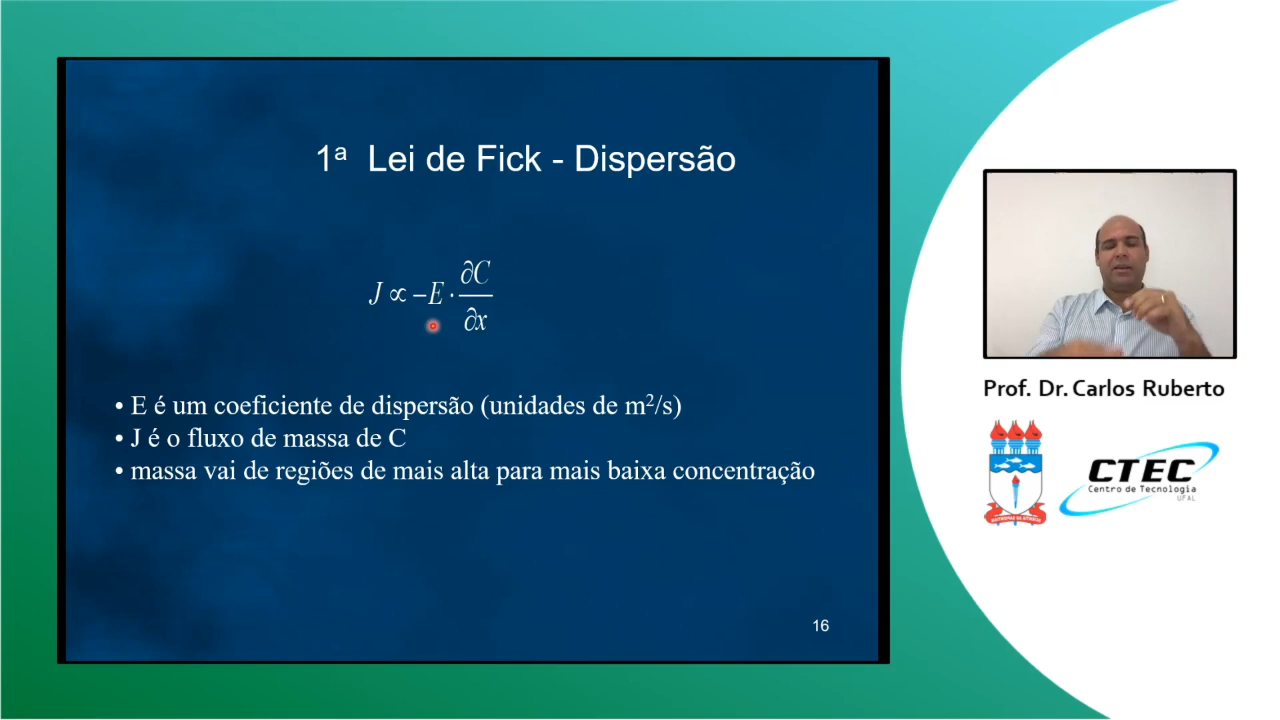 1ª Lei de Fick - Dispersão
J ∝ –E · ∂C/∂x
• E é um coeficiente de dispersão (unidades de m²/s)
• J é o fluxo de massa de C
• massa vai de regiões de mais alta para mais baixa concentração
16
Prof. Dr. Carlos Ruberto
CTEC
Centro de Tecnologia
UFAL